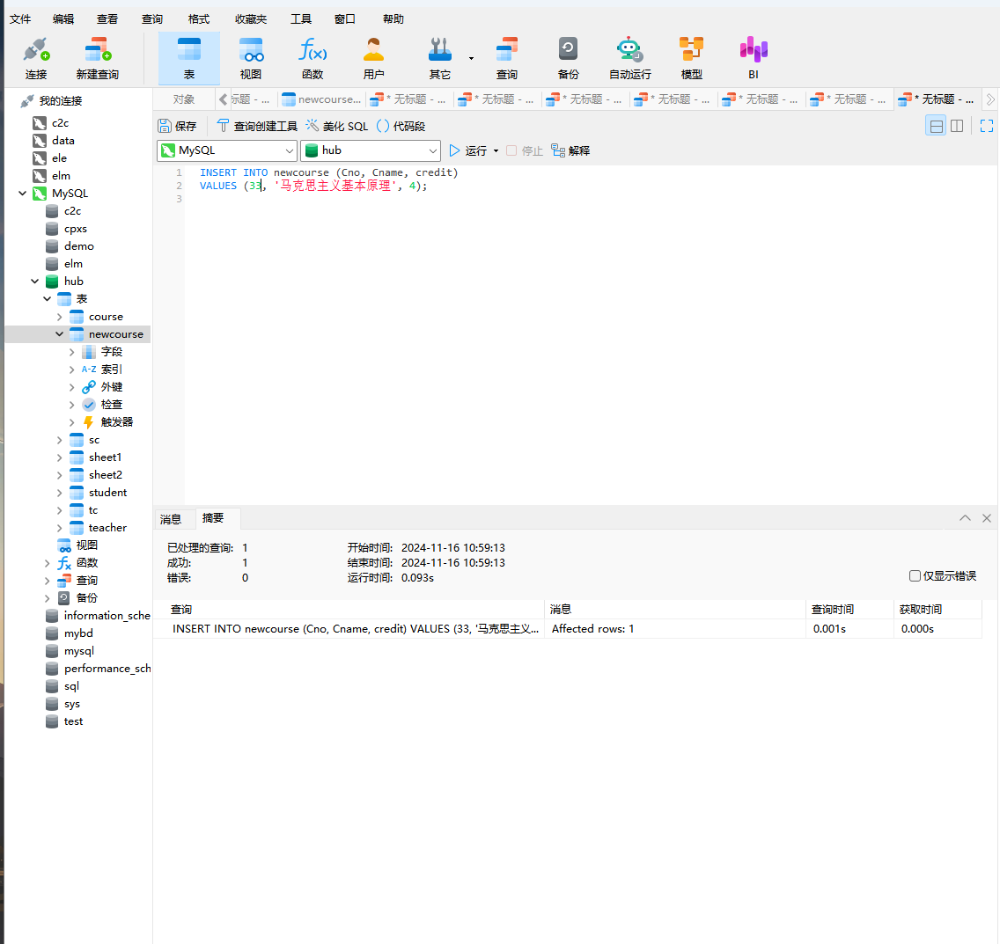 文件 编辑 查看 查询 格式 收藏夹 工具 窗口 帮助
连接 新建查询 表 视图 函数 用户 其它 查询 备份 自动运行 模型 BI
我的连接
c2c
data
ele
elm
MySQL
c2c
cpxs
demo
elm
hub
表
course
newcourse
字段
A-Z 索引
外键
检查
触发器
sc
sheet1
sheet2
student
tc
teacher
视图
函数
查询
备份
information_sche
mybd
mysql
performance_sch
sql
sys
test
对象 标题 - ... newcourse... * 无标题 - ... * 无标题 - ... * 无标题 - ... * 无标题 - ... * 无标题 - ... * 无标题 - ... * 无标题 - ...
保存 查询创建工具 美化 SQL () 代码段
MySQL hub 运行 停止 解释
1 INSERT INTO newcourse (Cno, Cname, credit)
2 VALUES (33, '马克思主义基本原理', 4);
3
消息 摘要
已处理的查询: 1 开始时间: 2024-11-16 10:59:13
成功: 1 结束时间: 2024-11-16 10:59:13
错误: 0 运行时间: 0.093s
仅显示错误
查询 消息 查询时间 获取时间
INSERT INTO newcourse (Cno, Cname, credit) VALUES (33, '马克思主义... Affected rows: 1 0.001s 0.000s